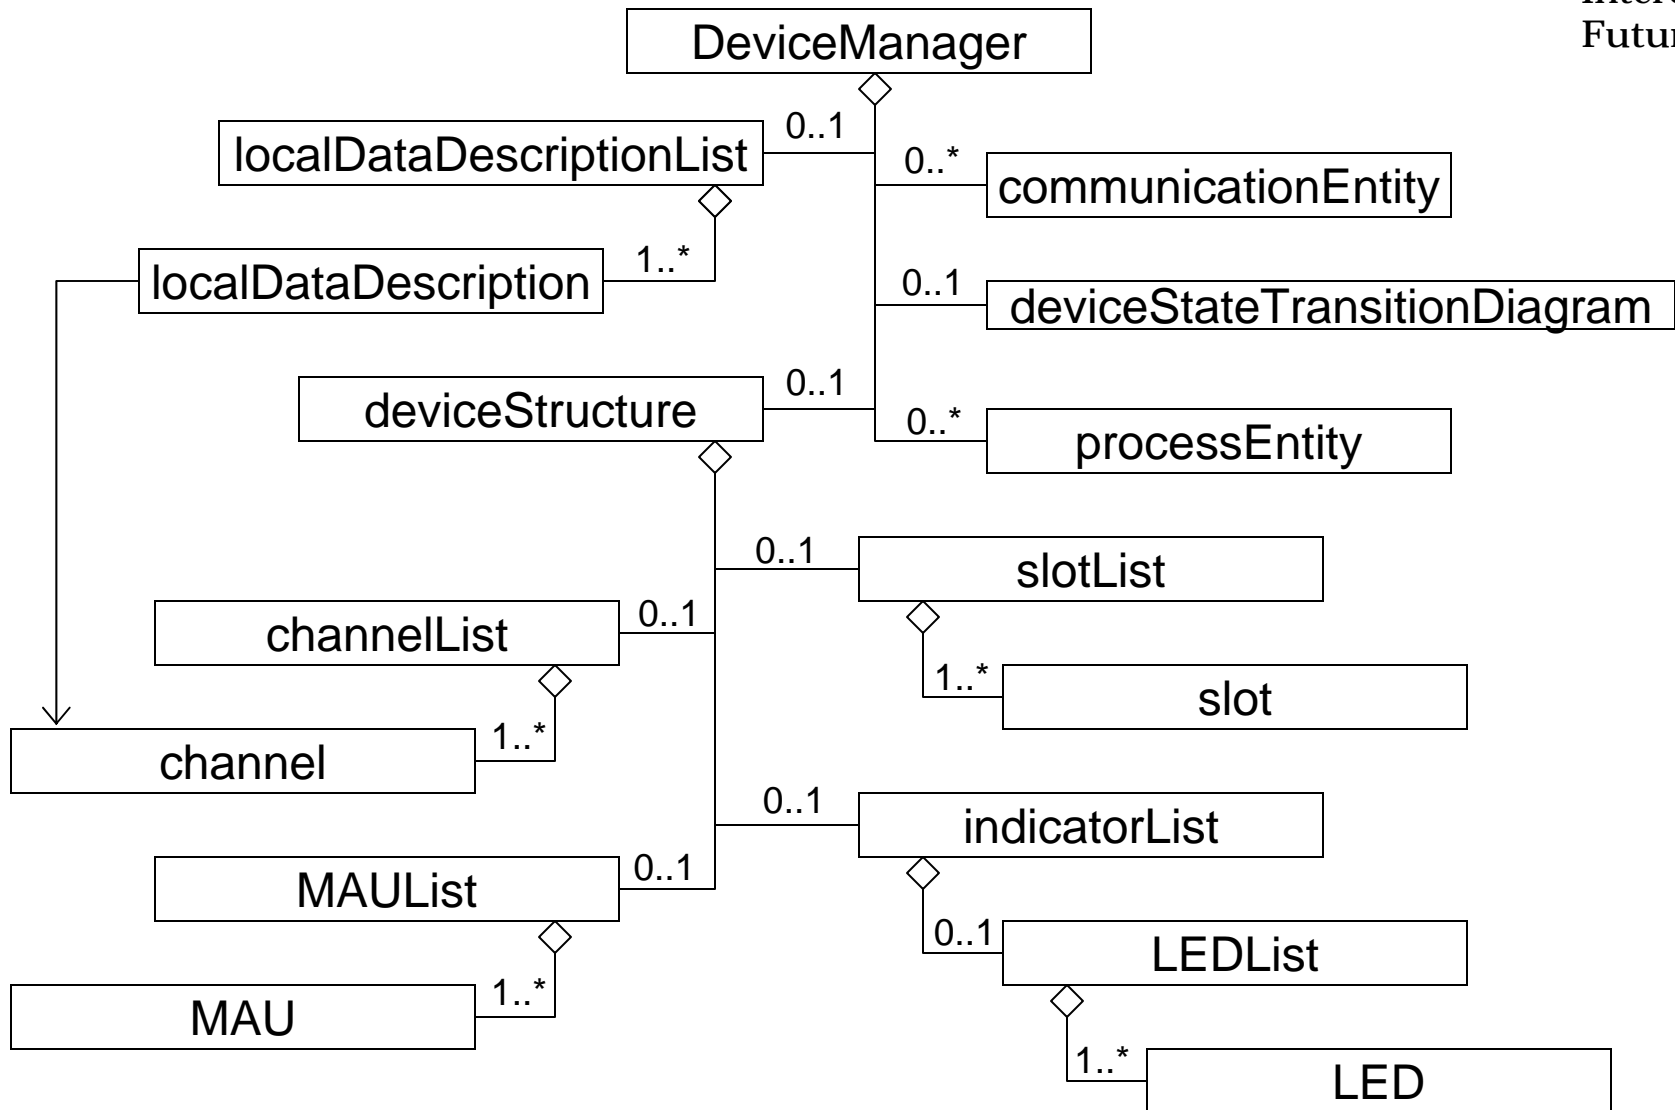 Futur
DeviceManager
0..1
localDataDescriptionList
0..*
communicationEntity
1..*
localDataDescription
0..1
deviceStateTransitionDiagram
0..1
deviceStructure
0..*
processEntity
0..1
slotList
0..1
channelList
1..*
slot
1..*
channel
0..1
indicatorList
0..1
MAUList
0..1
LEDList
1..*
MAU
1..*
LED